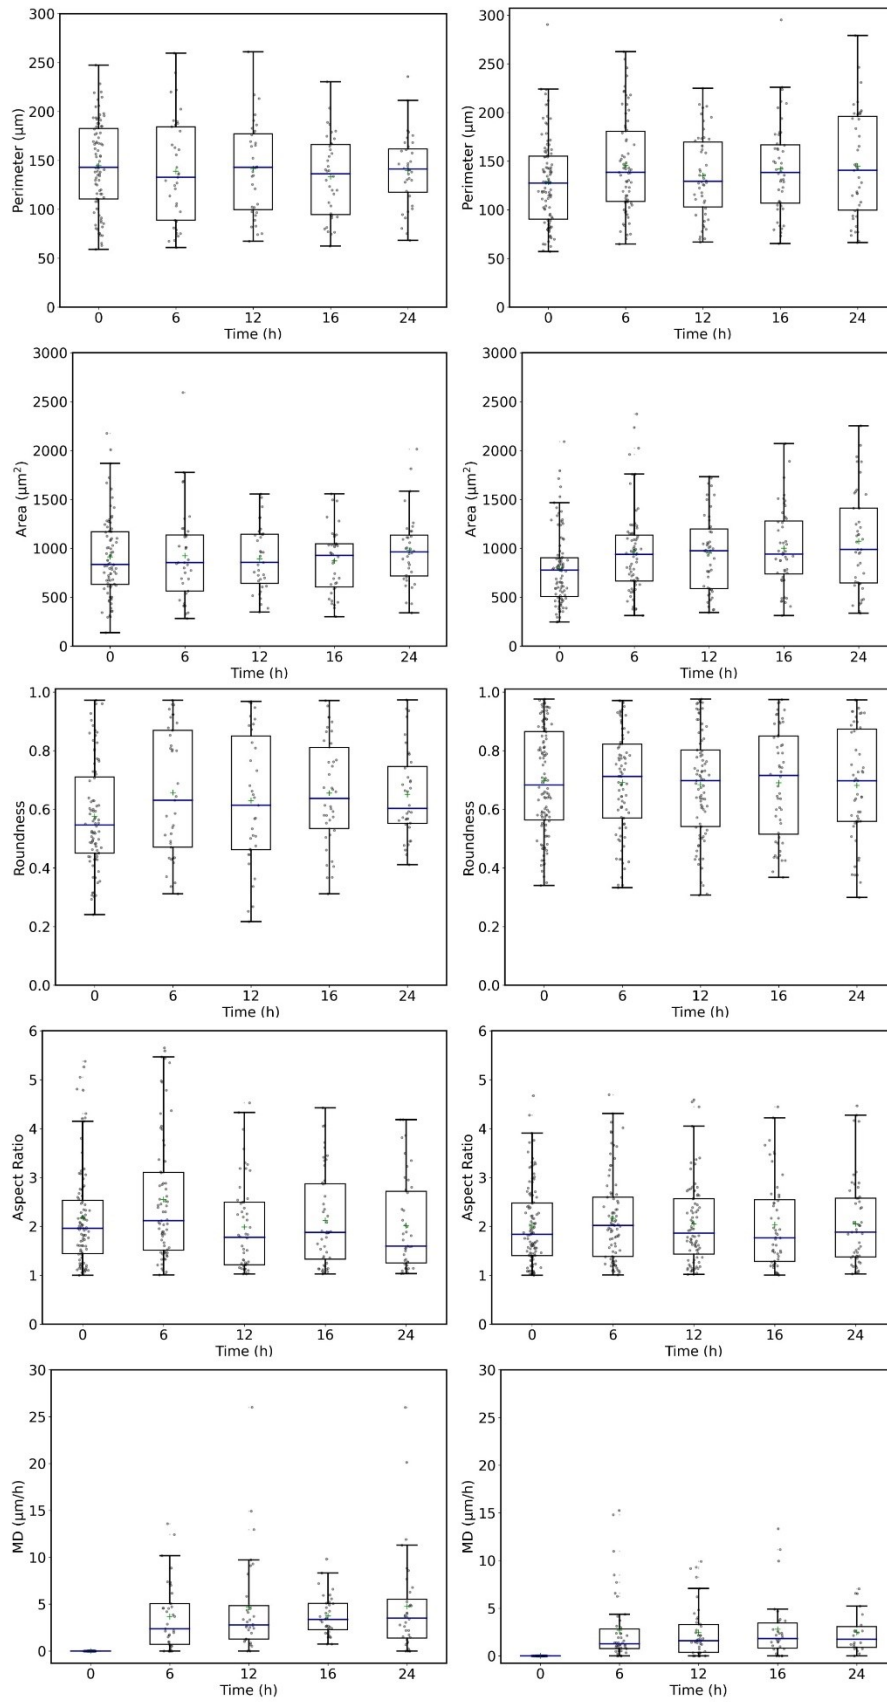 300
250
200
150
100
50
0
Perimeter (μm)
0 6 12 16 24
Time (h)
300
250
200
150
100
50
0
Perimeter (μm)
0 6 12 16 24
Time (h)
3000
2500
2000
1500
1000
500
0
Area (μm²)
0 6 12 16 24
Time (h)
3000
2500
2000
1500
1000
500
0
Area (μm²)
0 6 12 16 24
Time (h)
1.0
0.8
0.6
0.4
0.2
0.0
Roundness
0 6 12 16 24
Time (h)
1.0
0.8
0.6
0.4
0.2
0.0
Roundness
0 6 12 16 24
Time (h)
6
5
4
3
2
1
0
Aspect Ratio
0 6 12 16 24
Time (h)
6
5
4
3
2
1
0
Aspect Ratio
0 6 12 16 24
Time (h)
30
25
20
15
10
5
0
MD (μm/h)
0 6 12 16 24
Time (h)
30
25
20
15
10
5
0
MD (μm/h)
0 6 12 16 24
Time (h)